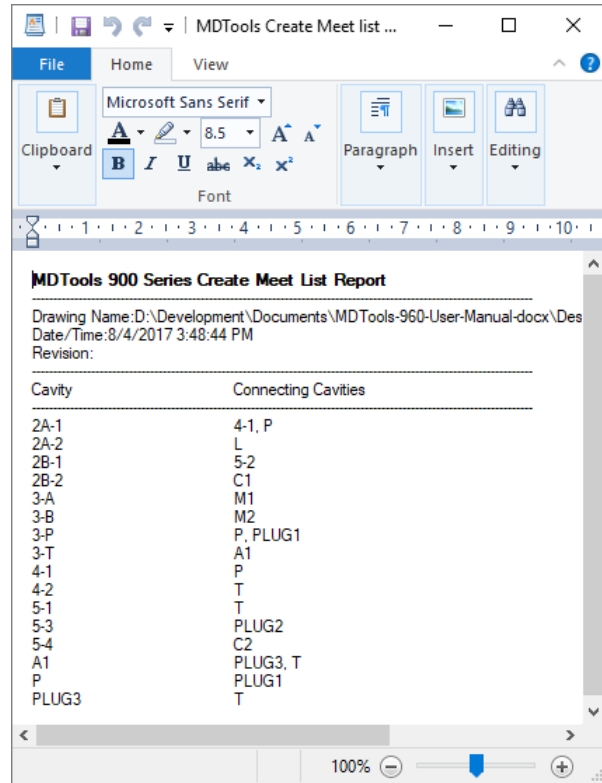 MDTools Create Meet list ...
File Home View
Clipboard
Microsoft Sans Serif
A 8.5 A A
B I U abc X₂ X²
Font
Paragraph Insert Editing
1 2 3 4 5 6 7 8 9 10
MDTools 900 Series Create Meet List Report
Drawing Name:D:\Development\Documents\MDTools-960-User-Manual-docx\Des
Date/Time:8/4/2017 3:48:44 PM
Revision:
Cavity Connecting Cavities
2A-1 4-1, P
2A-2 L
2B-1 5-2
2B-2 C1
3-A M1
3-B M2
3-P P, PLUG1
3-T A1
4-1 P
4-2 T
5-1 T
5-3 PLUG2
5-4 C2
A1 PLUG3, T
P PLUG1
PLUG3 T
100%